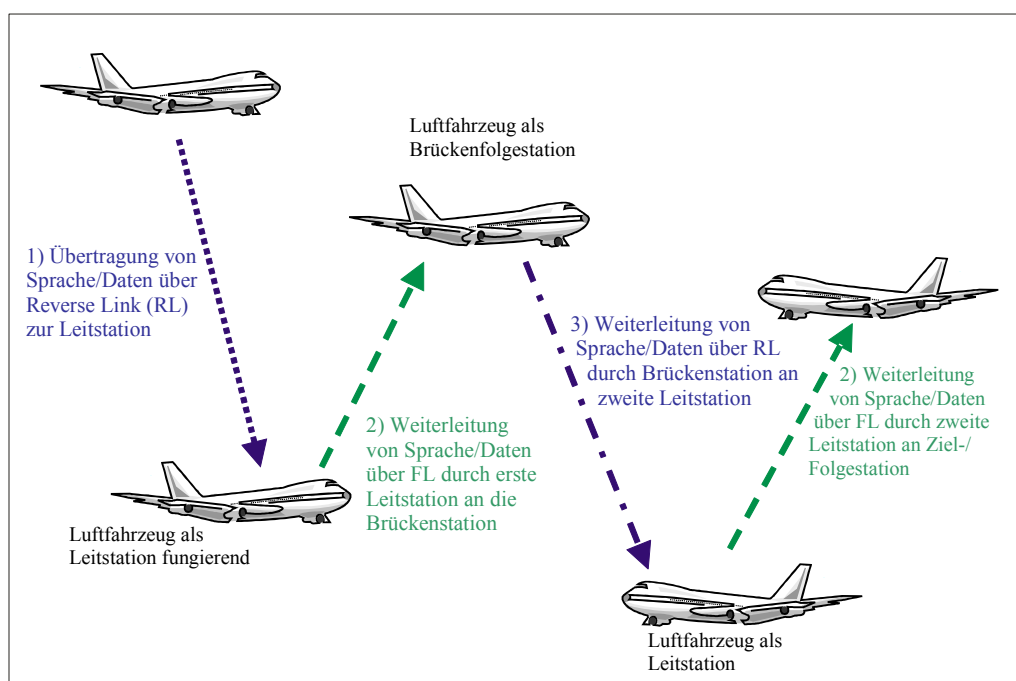 Luftfahrzeug als
Brückenfolgestation
1) Übertragung von
Sprache/Daten über
Reverse Link (RL)
zur Leitstation
2) Weiterleitung
von Sprache/Daten
über FL durch erste
Leitstation an die
Brückenstation
3) Weiterleitung von
Sprache/Daten über RL
durch Brückenstation an
zweite Leitstation
2) Weiterleitung
von Sprache/Daten
über FL durch zweite
Leitstation an Ziel-/
Folgestation
Luftfahrzeug als
Leitstation fungierend
Luftfahrzeug als
Leitstation